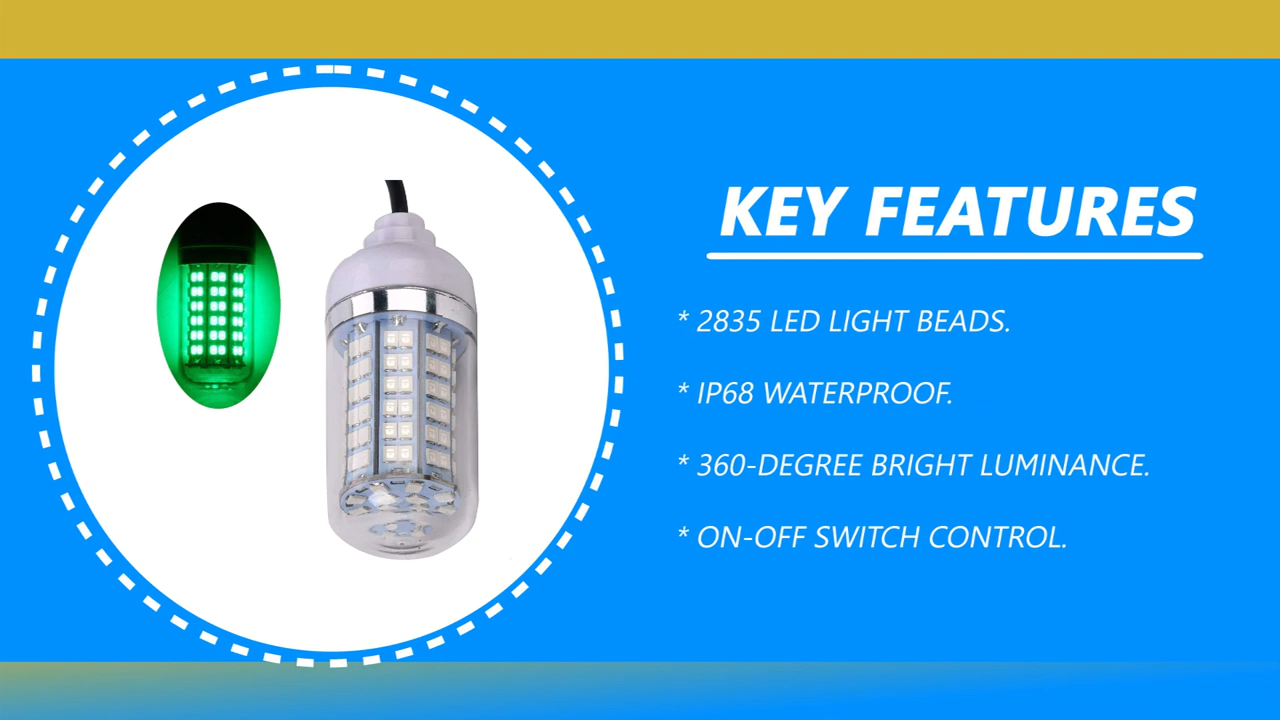 KEY FEATURES
* 2835 LED LIGHT BEADS.
* IP68 WATERPROOF.
* 360-DEGREE BRIGHT LUMINANCE.
* ON-OFF SWITCH CONTROL.